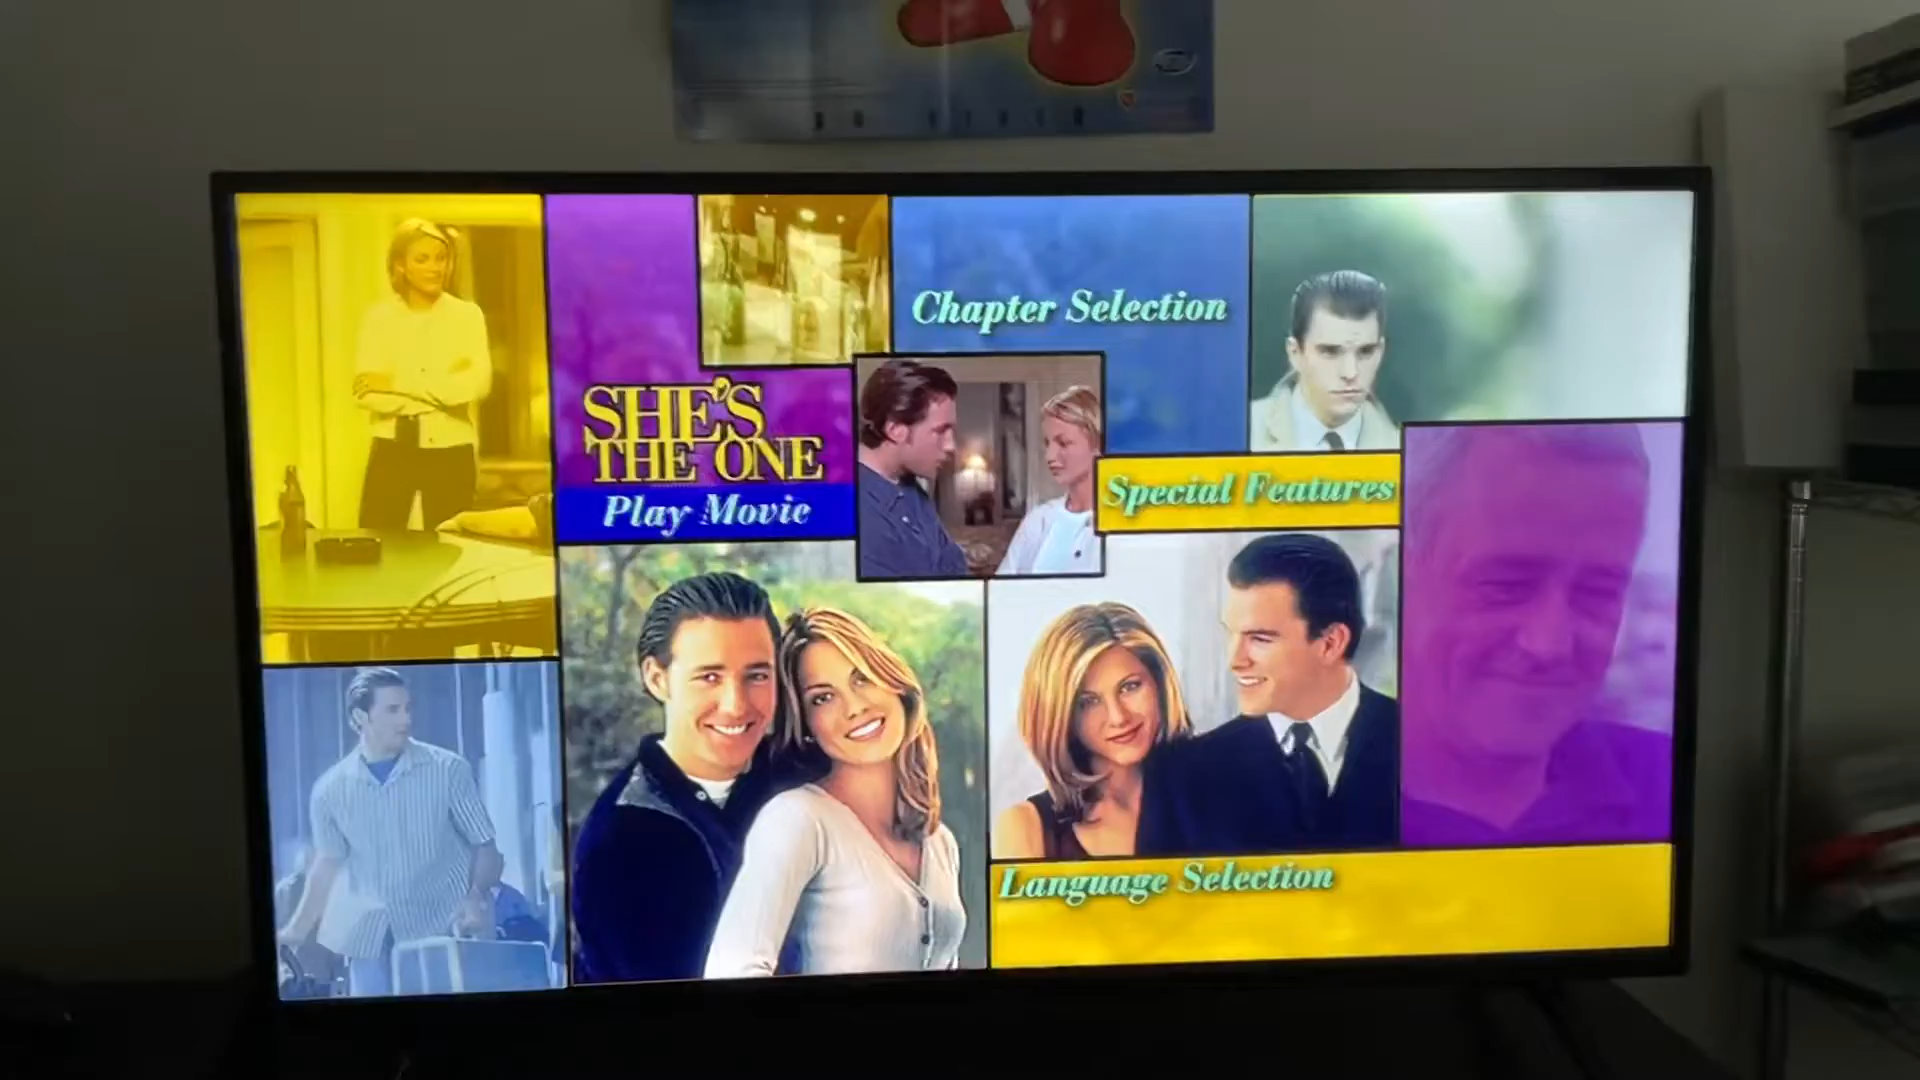 Chapter Selection
SHE'S
THE ONE
Play Movie
Special Features
Language Selection